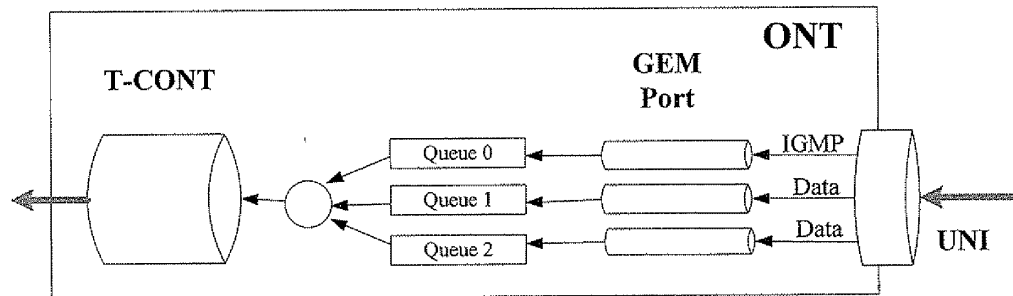 ONT
T-CONT
GEM
Port
Queue 0
IGMP
Queue 1
Data
Queue 2
Data
UNI